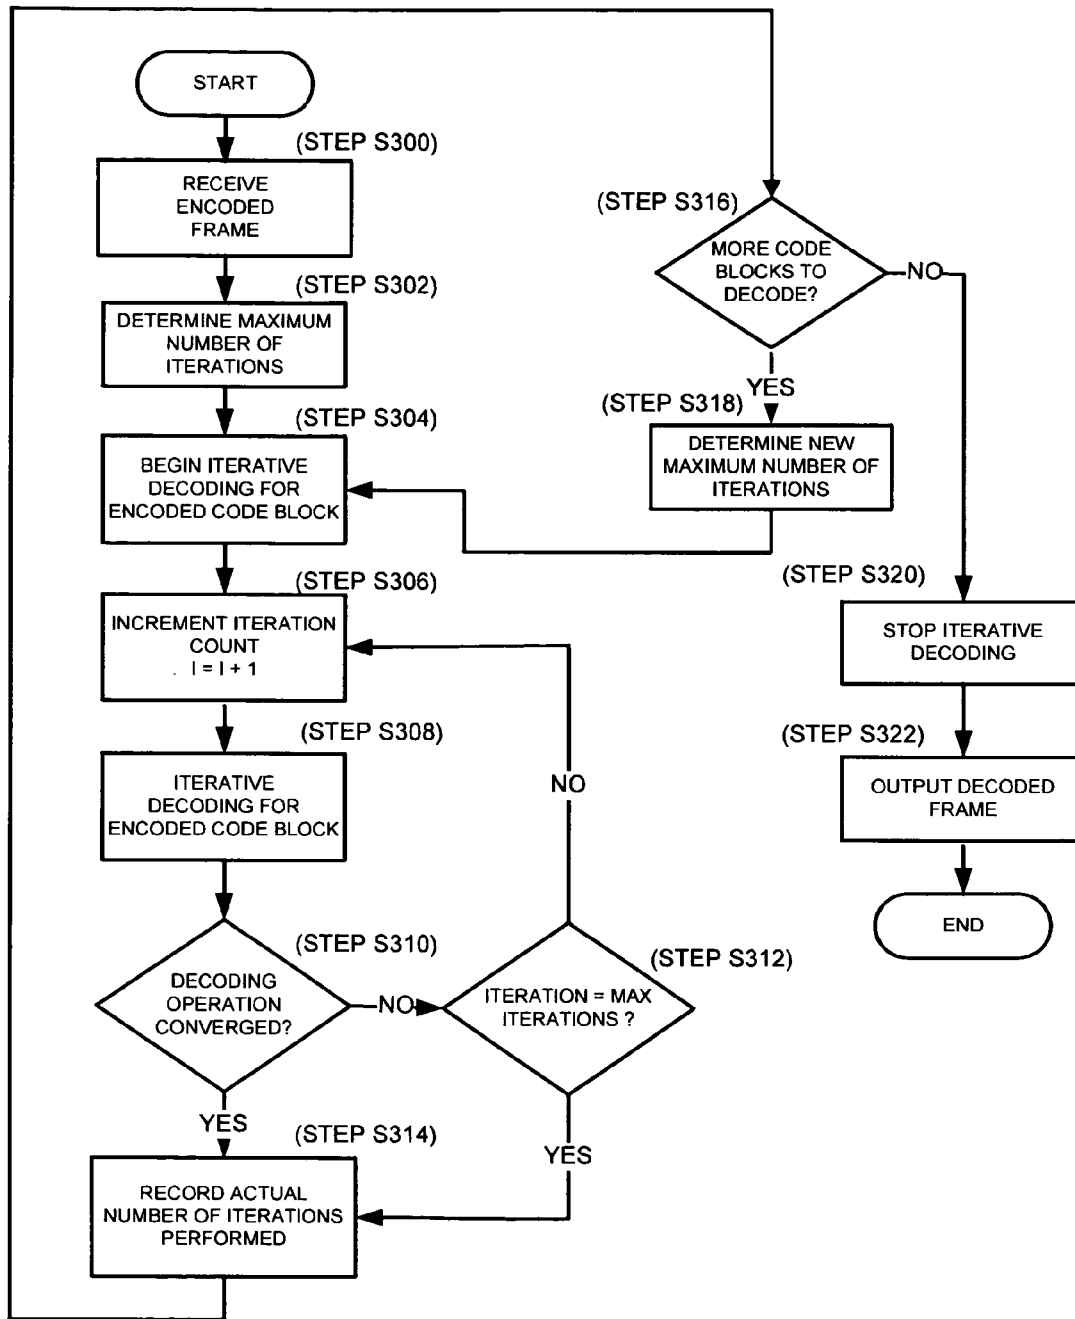 START
(STEP S300)
RECEIVE
ENCODED
FRAME
(STEP S302)
DETERMINE MAXIMUM
NUMBER OF
ITERATIONS
(STEP S304)
BEGIN ITERATIVE
DECODING FOR
ENCODED CODE BLOCK
(STEP S306)
INCREMENT ITERATION
COUNT
I = I + 1
(STEP S308)
ITERATIVE
DECODING FOR
ENCODED CODE BLOCK
(STEP S310)
DECODING
OPERATION
CONVERGED?
NO
YES
(STEP S312)
ITERATION = MAX
ITERATIONS ?
NO
YES
(STEP S314)
RECORD ACTUAL
NUMBER OF ITERATIONS
PERFORMED
(STEP S316)
MORE CODE
BLOCKS TO
DECODE?
NO
YES
(STEP S318)
DETERMINE NEW
MAXIMUM NUMBER OF
ITERATIONS
(STEP S320)
STOP ITERATIVE
DECODING
(STEP S322)
OUTPUT DECODED
FRAME
END